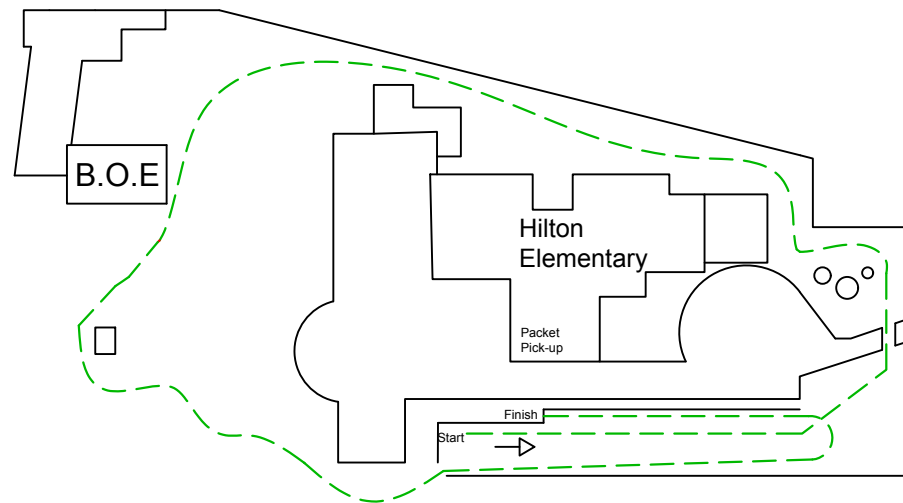 B.O.E
Hilton
Elementary
Packet
Pick-up
Finish
Start